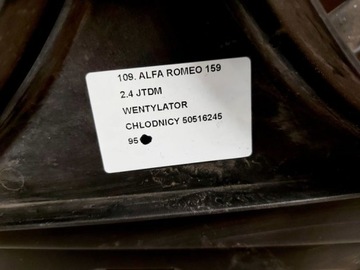 109. ALFA ROMEO 159
2.4 JTDM
WENTYLATOR
CHLODNICY 50516245
95